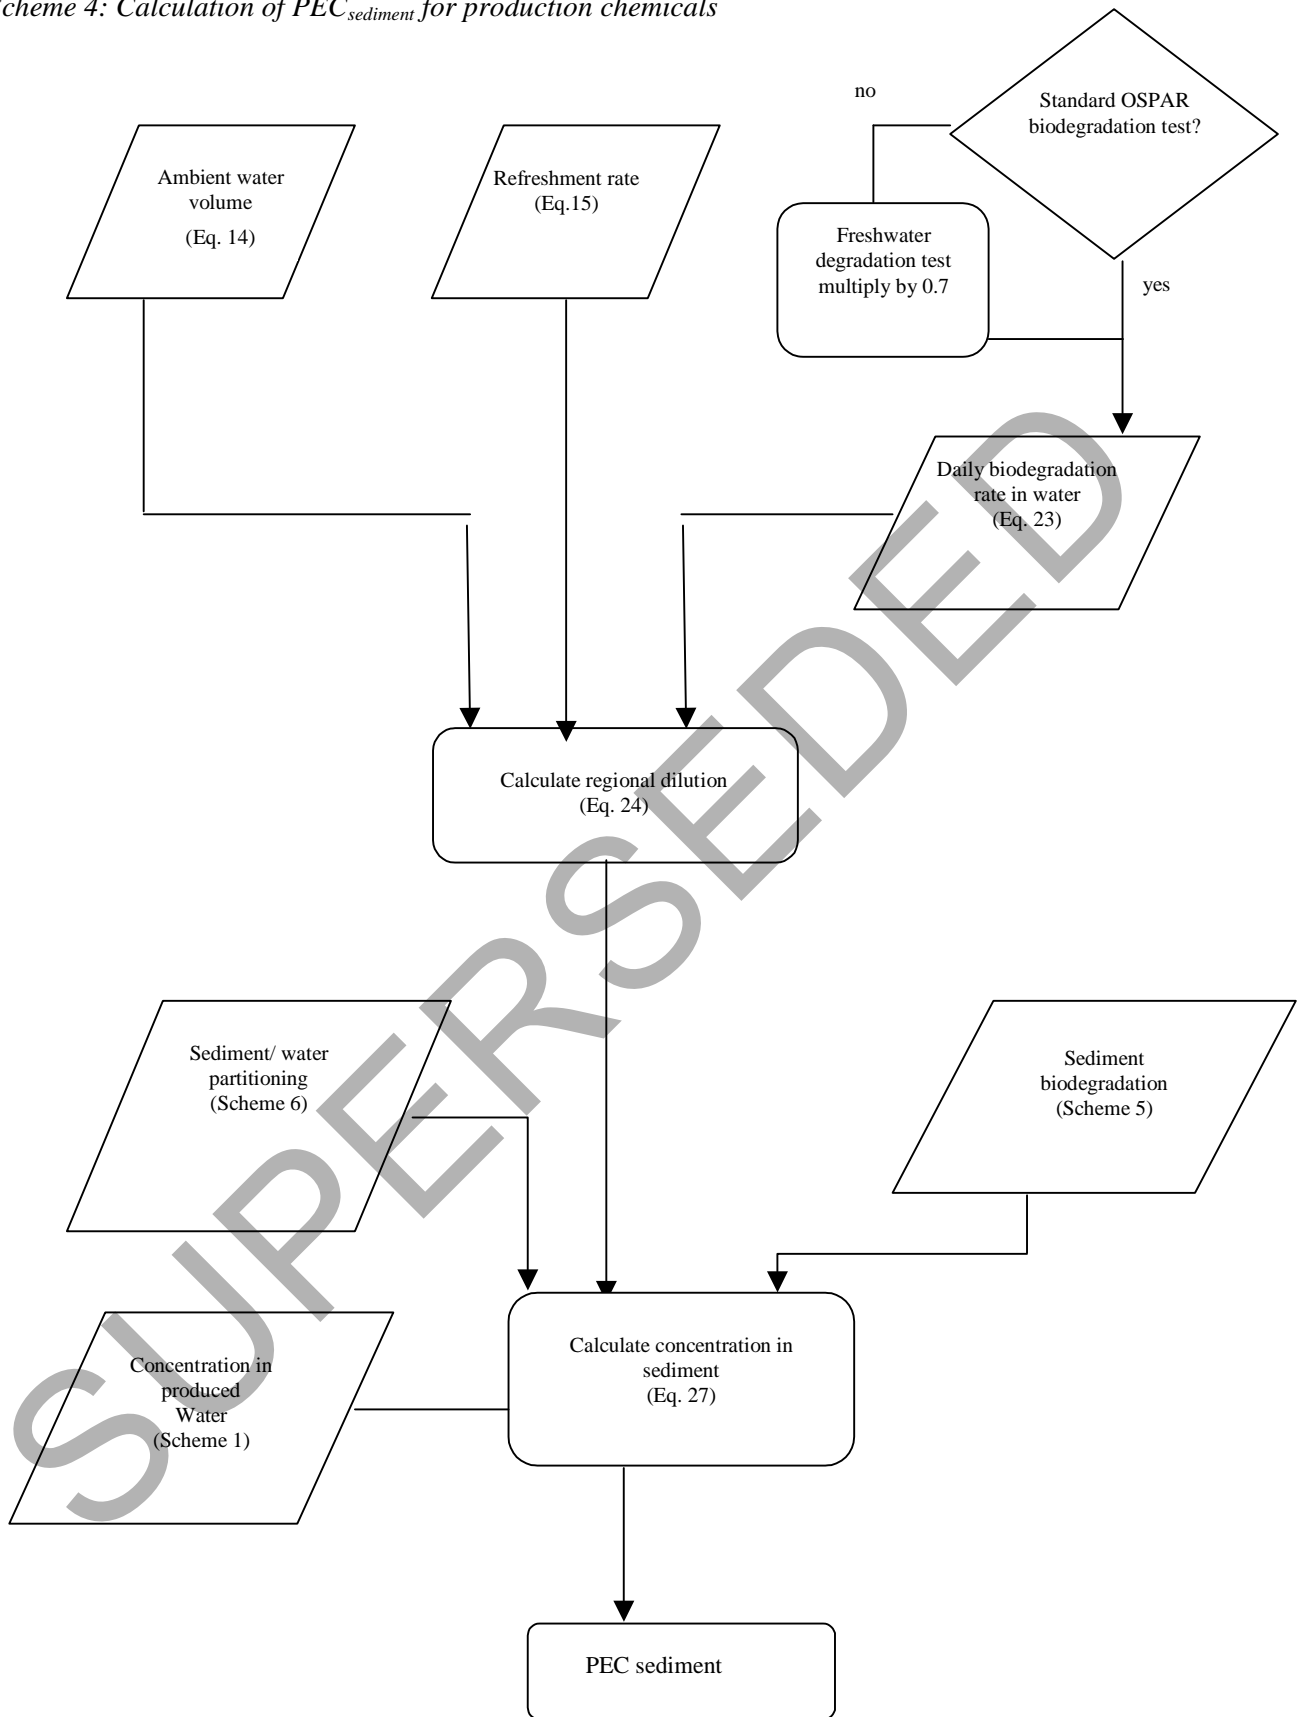 Scheme 4: Calculation of PECsediment for production chemicals
Standard OSPAR
biodegradation test?
no
Ambient water
volume
(Eq. 14)
Refreshment rate
(Eq.15)
Freshwater
degradation test
multiply by 0.7
yes
Daily biodegradation
rate in water
(Eq. 23)
Calculate regional dilution
(Eq. 24)
Sediment/ water
partitioning
(Scheme 6)
Sediment
biodegradation
(Scheme 5)
Calculate concentration in
sediment
(Eq. 27)
Concentration in
produced
Water
(Scheme 1)
PEC sediment
SUPERSEDED